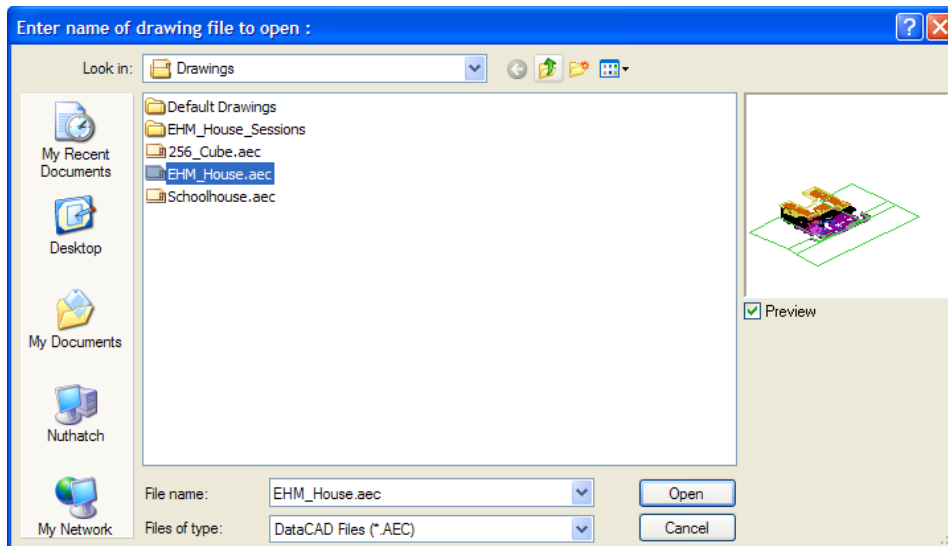 Enter name of drawing file to open :
Look in: Drawings
My Recent
Documents
Desktop
My Documents
Nuthatch
My Network
Default Drawings
EHM_House_Sessions
256_Cube.aec
EHM_House.aec
Schoolhouse.aec
Preview
File name: EHM_House.aec Open
Files of type: DataCAD Files (*.AEC) Cancel